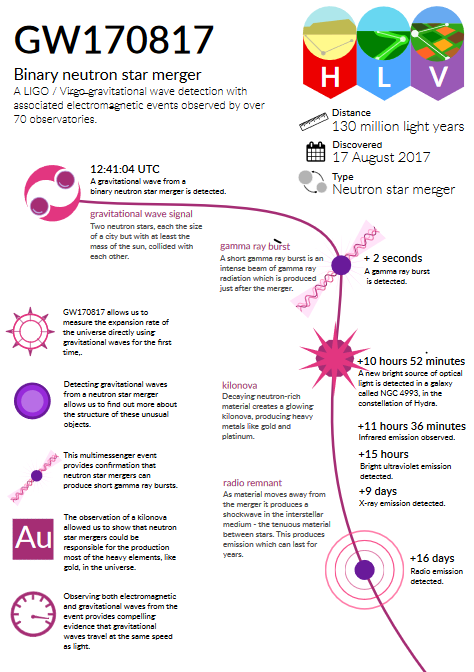 GW170817
Binary neutron star merger
A LIGO / Virgo gravitational wave detection with
associated electromagnetic events observed by over
70 observatories.
H L V
Distance
130 million light years
Discovered
17 August 2017
Type
Neutron star merger
12:41:04 UTC
A gravitational wave from a
binary neutron star merger is detected.
gravitational wave signal
Two neutron stars, each the size
of a city but with at least the
mass of the sun, collided with
each other.
gamma ray burst
A short gamma ray burst is an
intense beam of gamma ray
radiation which is produced
just after the merger.
+ 2 seconds
A gamma ray burst
is detected.
GW170817 allows us to
measure the expansion rate of
the universe directly using
gravitational waves for the first
time,.
Detecting gravitational waves
from a neutron star merger
allows us to find out more about
the structure of these unusual
objects.
This multimessenger event
provides confirmation that
neutron star mergers can
produce short gamma ray bursts.
Au
The observation of a kilonova
allowed us to show that neutron
star mergers could be
responsible for the production
most of the heavy elements, like
gold, in the universe.
Observing both electromagnetic
and gravitational waves from the
event provides compelling
evidence that gravitational
waves travel at the same speed
as light.
kilonova
Decaying neutron-rich
material creates a glowing
kilonova, producing heavy
metals like gold and
platinum.
radio remnant
As material moves away from
the merger it produces a
shockwave in the interstellar
medium - the tenuous material
between stars. This produces
emission which can last for
years.
+10 hours 52 minutes
A new bright source of optical
light is detected in a galaxy
called NGC 4993, in the
constellation of Hydra.
+11 hours 36 minutes
Infrared emission observed.
+15 hours
Bright ultraviolet emission
detected.
+9 days
X-ray emission detected.
+16 days
Radio emission
detected.